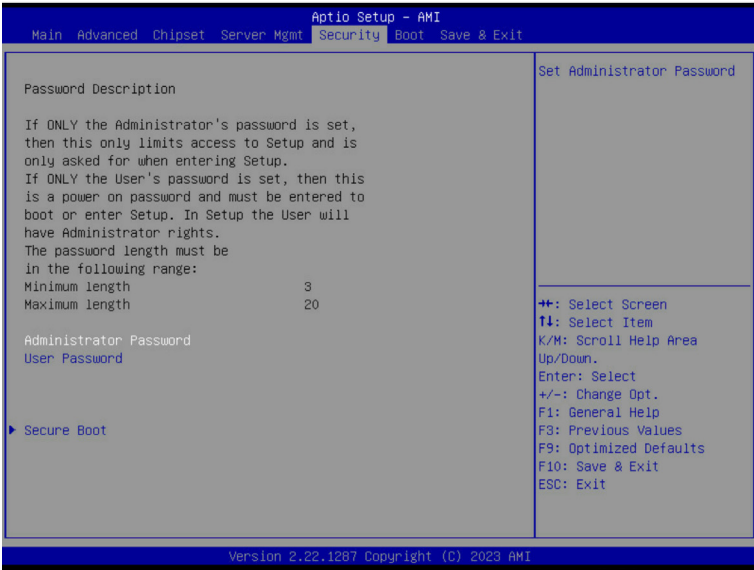 Aptio Setup – AMI
Main Advanced Chipset Server Mgmt Security Boot Save & Exit
Password Description
If ONLY the Administrator's password is set,
then this only limits access to Setup and is
only asked for when entering Setup.
If ONLY the User's password is set, then this
is a power on password and must be entered to
boot or enter Setup. In Setup the User will
have Administrator rights.
The password length must be
in the following range:
Minimum length 3
Maximum length 20
Administrator Password
User Password
Secure Boot
Set Administrator Password
→←: Select Screen
↑↓: Select Item
K/M: Scroll Help Area
Up/Down.
Enter: Select
+/-: Change Opt.
F1: General Help
F3: Previous Values
F9: Optimized Defaults
F10: Save & Exit
ESC: Exit
Version 2.22.1287 Copyright (C) 2023 AMI